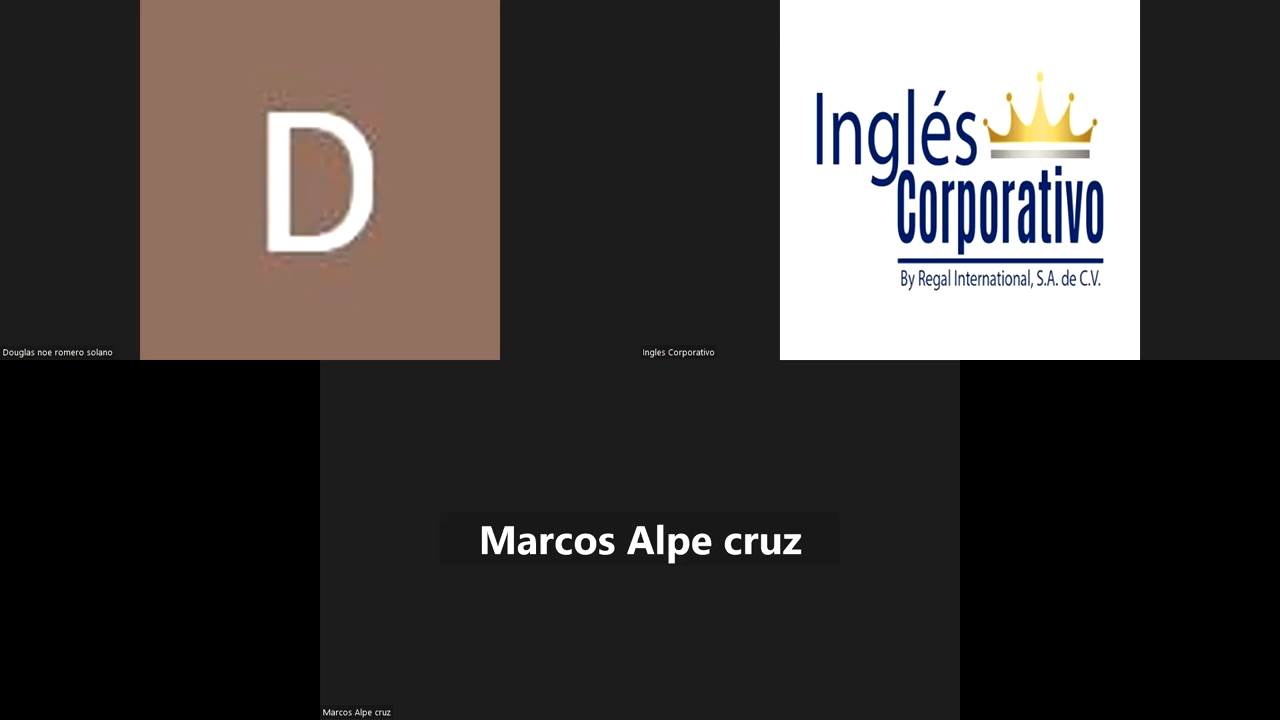 D
Douglas noe romero solano
Inglés
Corporativo
By Regal International, S.A. de C.V.
Ingles Corporativo
Marcos Alpe cruz
Marcos Alpe cruz